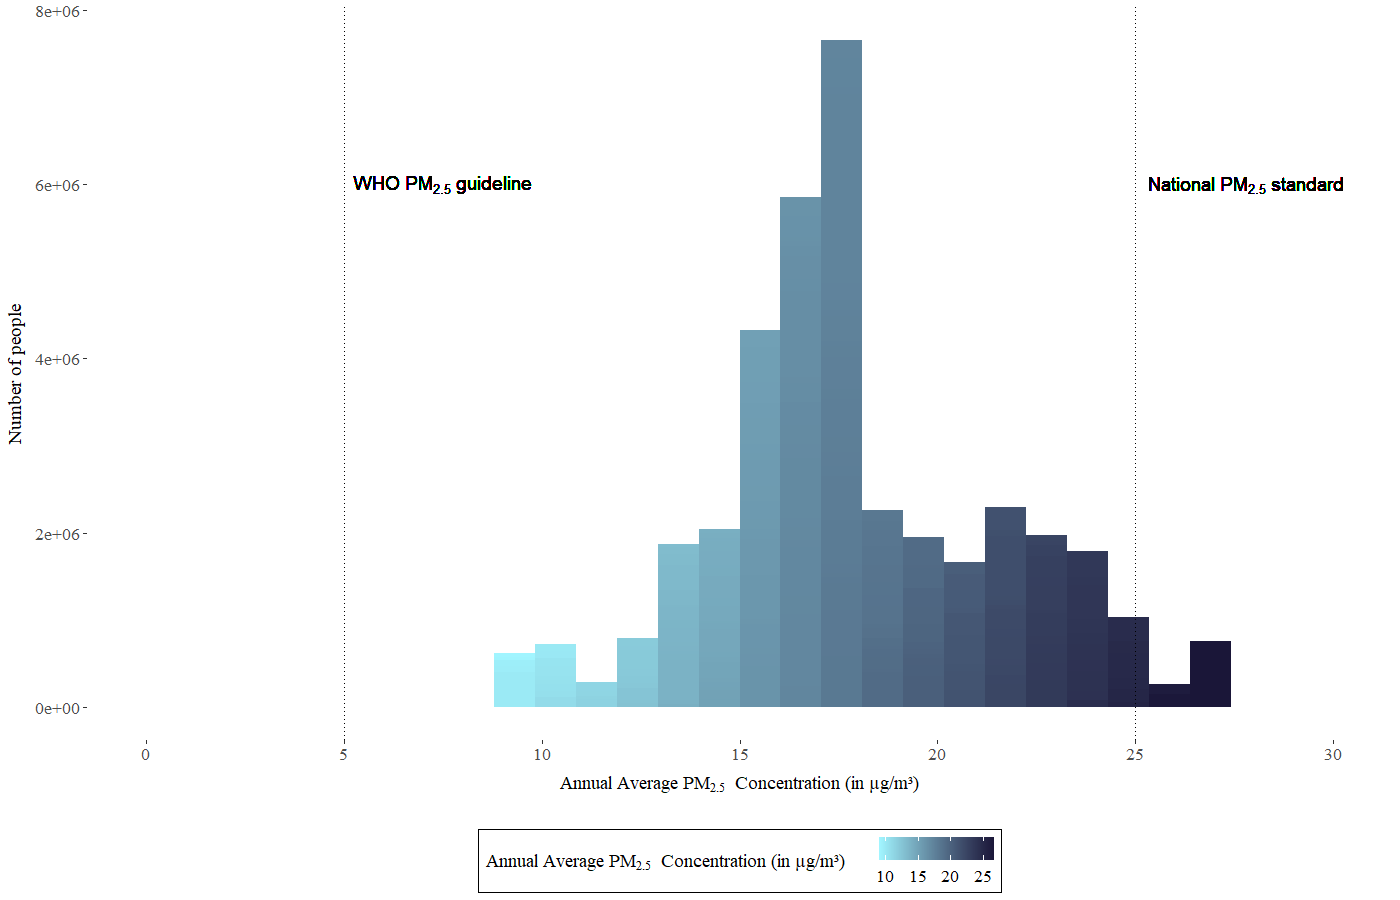 8e+06
6e+06
4e+06
2e+06
0e+00
Number of people
WHO PM2.5 guideline
National PM2.5 standard
0 5 10 15 20 25 30
Annual Average PM2.5 Concentration (in µg/m³)
Annual Average PM2.5 Concentration (in µg/m³)
10 15 20 25